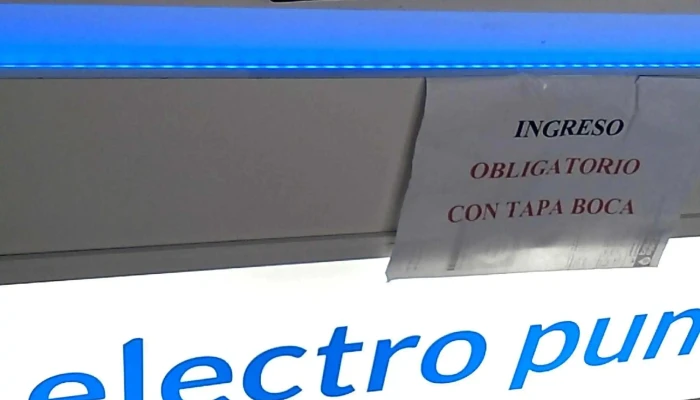 INGRESO
OBLIGATORIO
CON TAPA BOCA
electro pun